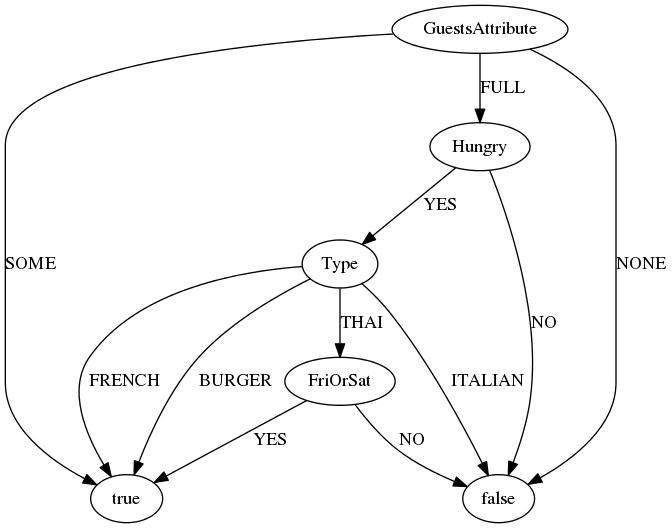 GuestsAttribute
FULL
Hungry
YES
Type
SOME
NONE
THAI
NO
FRENCH
BURGER
FriOrSat
ITALIAN
YES
NO
true
false